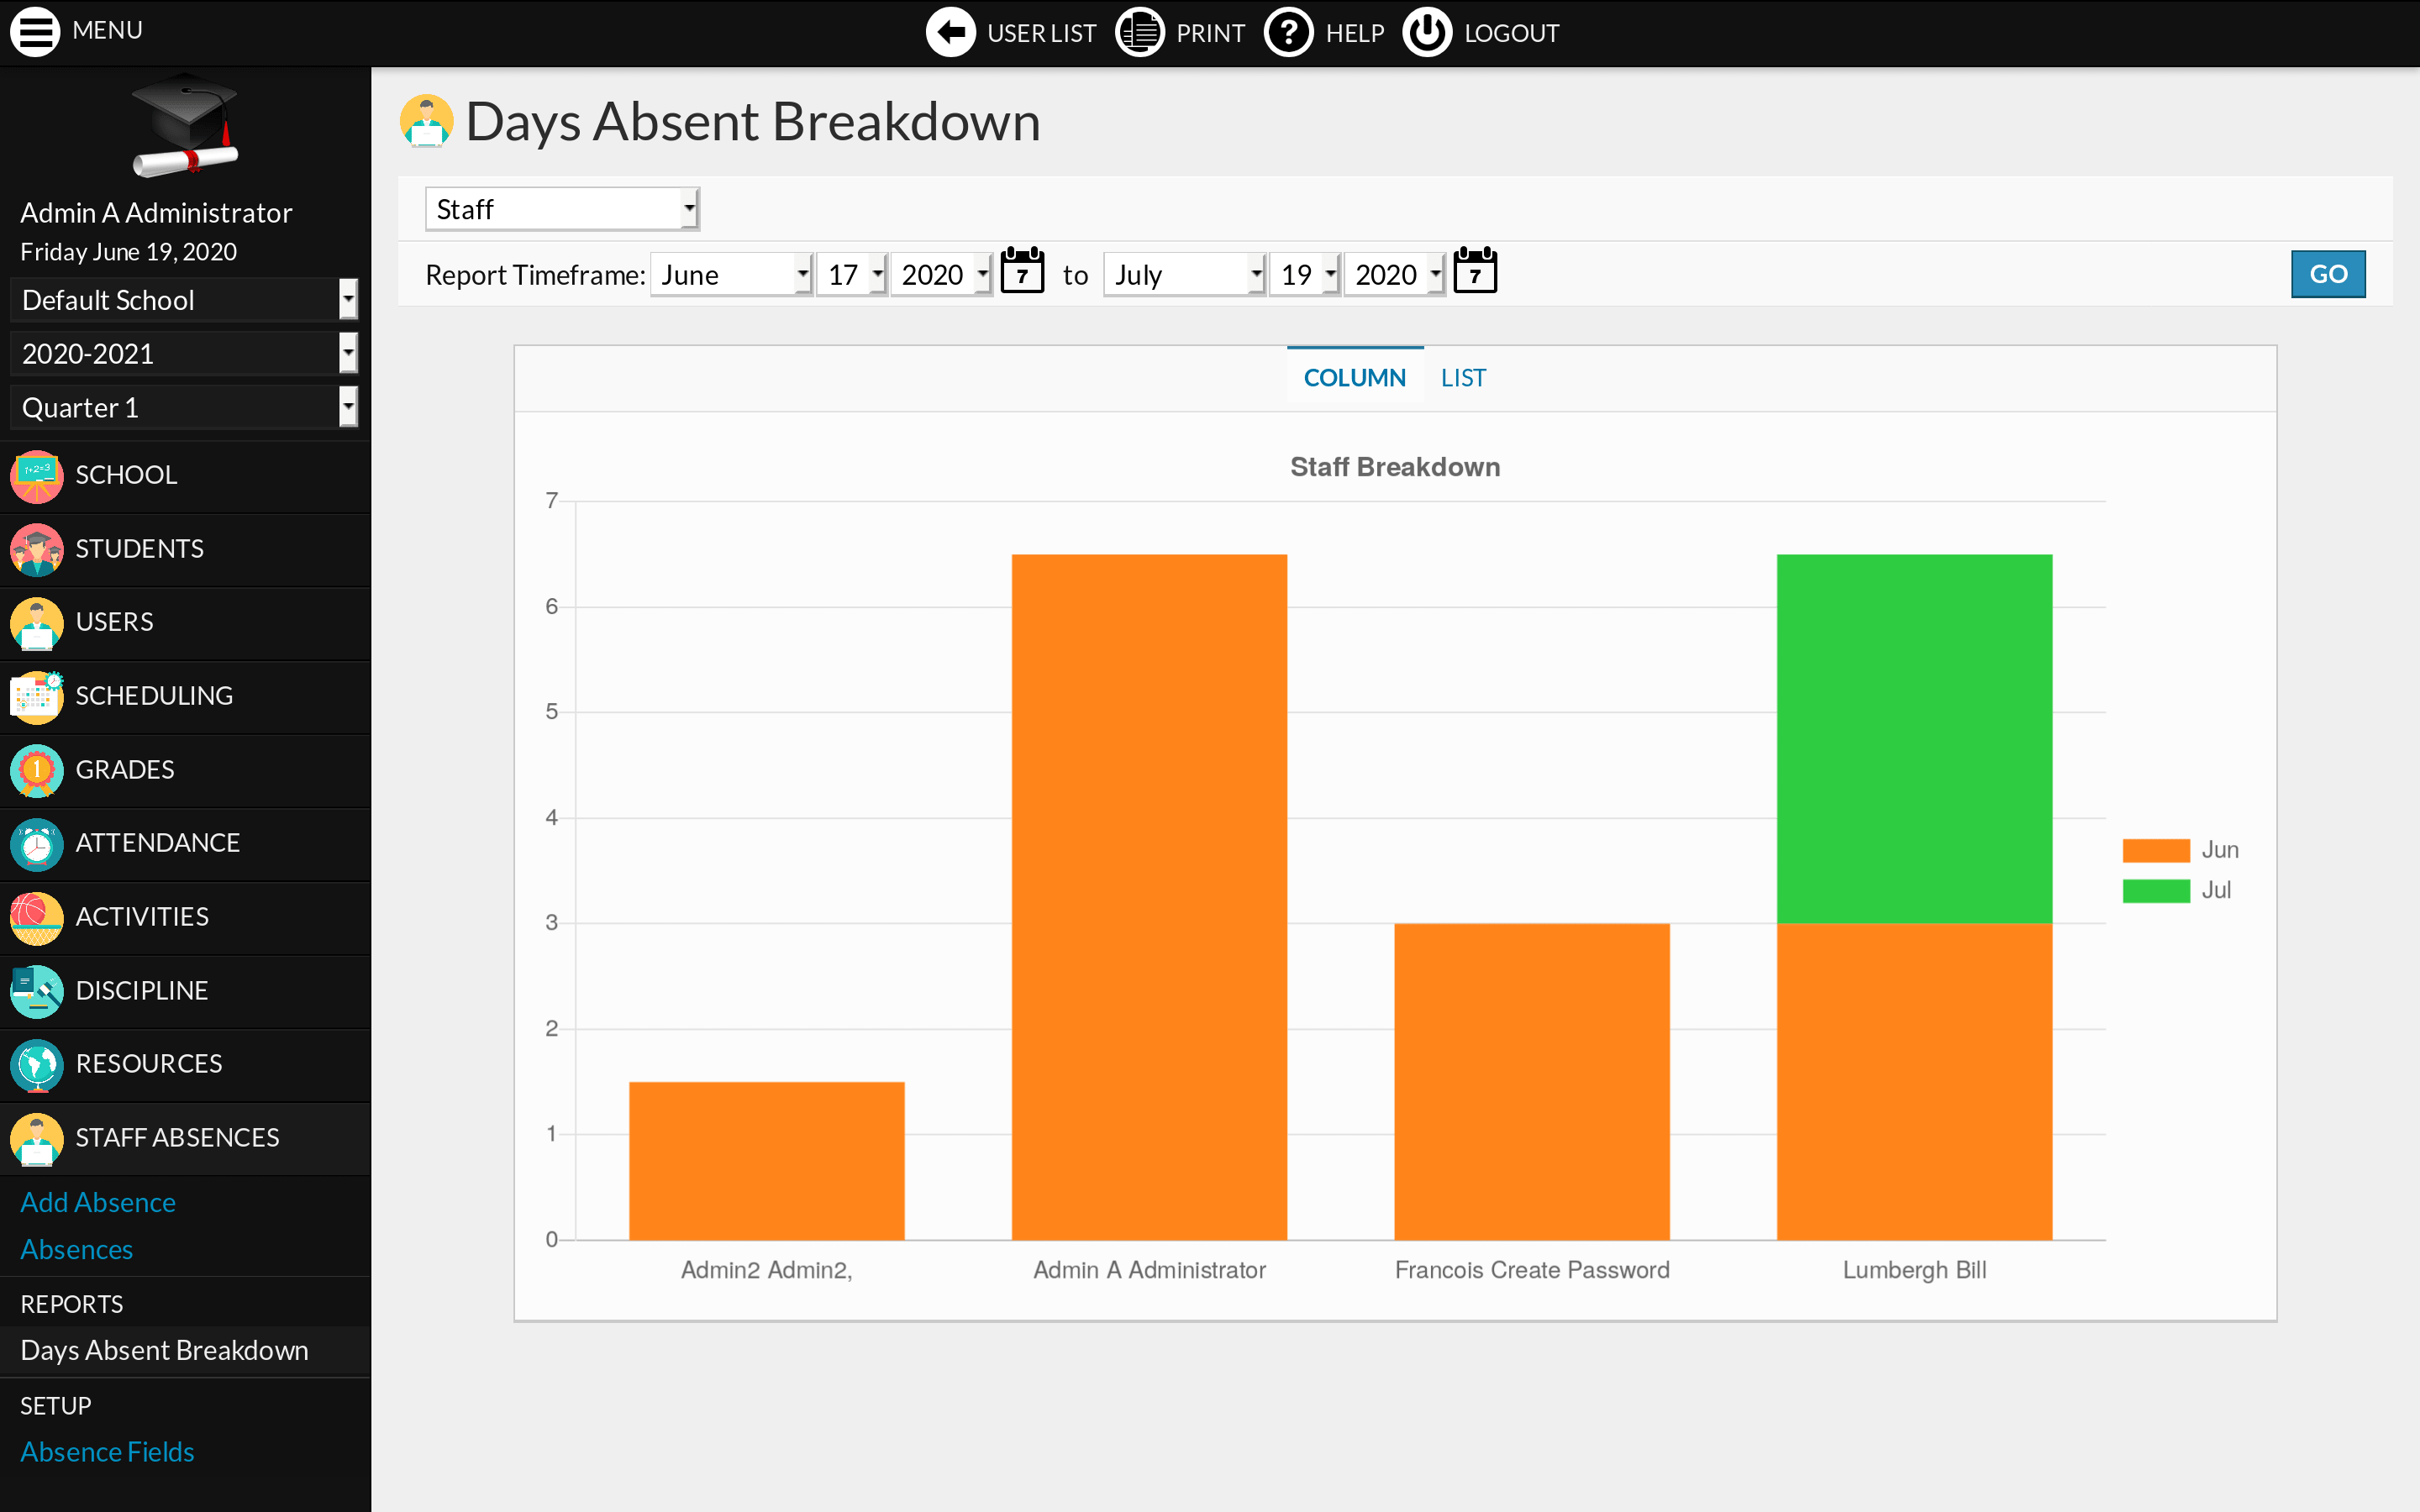 MENU
USER LIST PRINT HELP LOGOUT
Admin A Administrator
Friday June 19, 2020
Default School
2020-2021
Quarter 1
SCHOOL
STUDENTS
USERS
SCHEDULING
GRADES
ATTENDANCE
ACTIVITIES
DISCIPLINE
RESOURCES
STAFF ABSENCES
Add Absence
Absences
REPORTS
Days Absent Breakdown
SETUP
Absence Fields
Days Absent Breakdown
Staff
Report Timeframe: June 17 2020 7 to July 19 2020 7 GO
COLUMN LIST
Staff Breakdown
7
6
5
4
3
2
1
0
Admin2 Admin2, Admin A Administrator Francois Create Password Lumbergh Bill
Jun
Jul
1+2=3
1